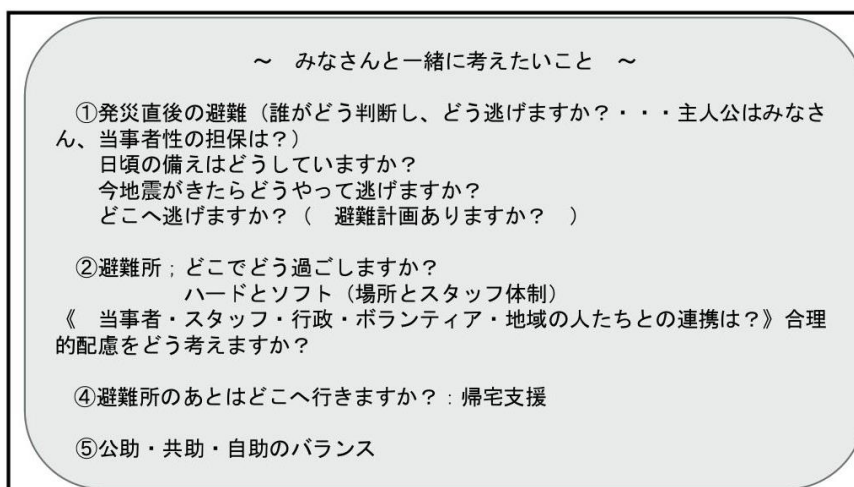 ～　みなさんと一緒に考えたいこと　～
①発災直後の避難（誰がどう判断し、どう逃げますか？・・・主人公はみなさ
ん、当事者性の担保は？）
日頃の備えはどうしていますか？
今地震がきたらどうやって逃げますか？
どこへ逃げますか？（　避難計画ありますか？　）
②避難所；どこでどう過ごしますか？
ハードとソフト（場所とスタッフ体制）
《　当事者・スタッフ・行政・ボランティア・地域の人たちとの連携は？》合理
的配慮をどう考えますか？
④避難所のあとはどこへ行きますか？：帰宅支援
⑤公助・共助・自助のバランス